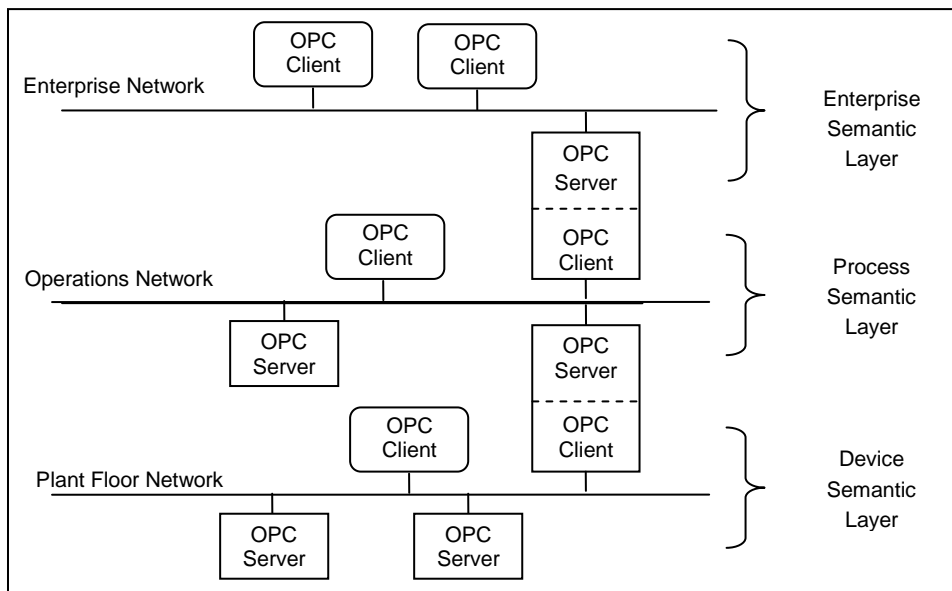 OPC
Client
OPC
Client
Enterprise Network
Enterprise
Semantic
Layer
OPC
Server
OPC
Client
OPC
Client
Operations Network
Process
Semantic
Layer
OPC
Server
OPC
Server
OPC
Client
OPC
Client
Plant Floor Network
Device
Semantic
Layer
OPC
Server
OPC
Server